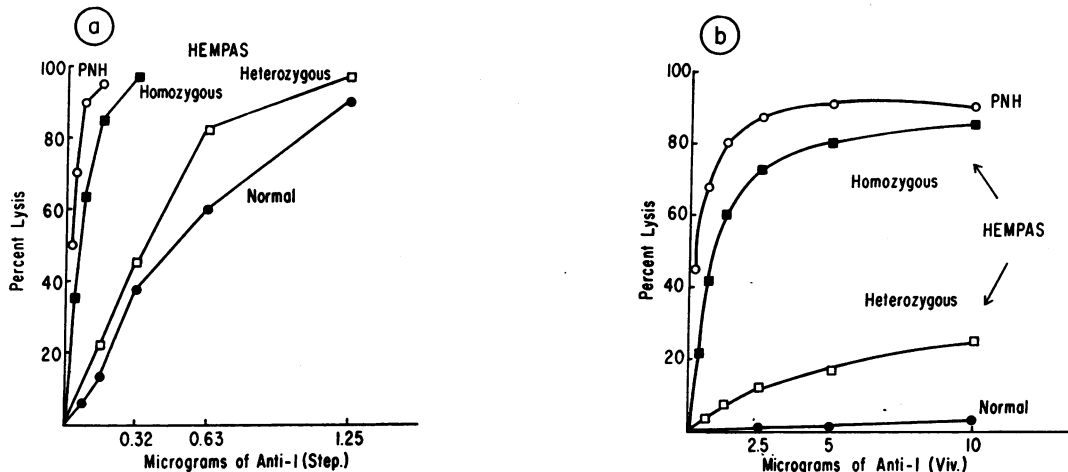 a
HEMPAS
100
80
60
40
20
Percent Lysis
PNH
Homozygous
Heterozygous
Normal
0.32 0.63 1.25
Micrograms of Anti-I (Step.)
b
100
80
60
40
20
Percent Lysis
PNH
Homozygous
HEMPAS
Heterozygous
Normal
2.5 5 10
Micrograms of Anti-I (Viv.)